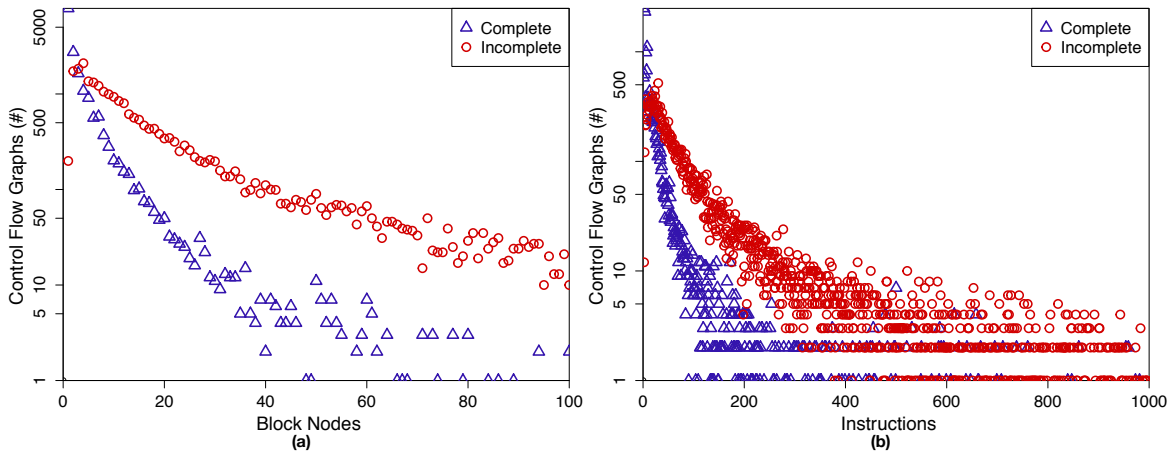 Complete
Incomplete
5000
500
50
10
5
1
Control Flow Graphs (#)
0 20 40 60 80 100
Block Nodes
(a)
Complete
Incomplete
500
50
10
5
1
Control Flow Graphs (#)
0 200 400 600 800 1000
Instructions
(b)